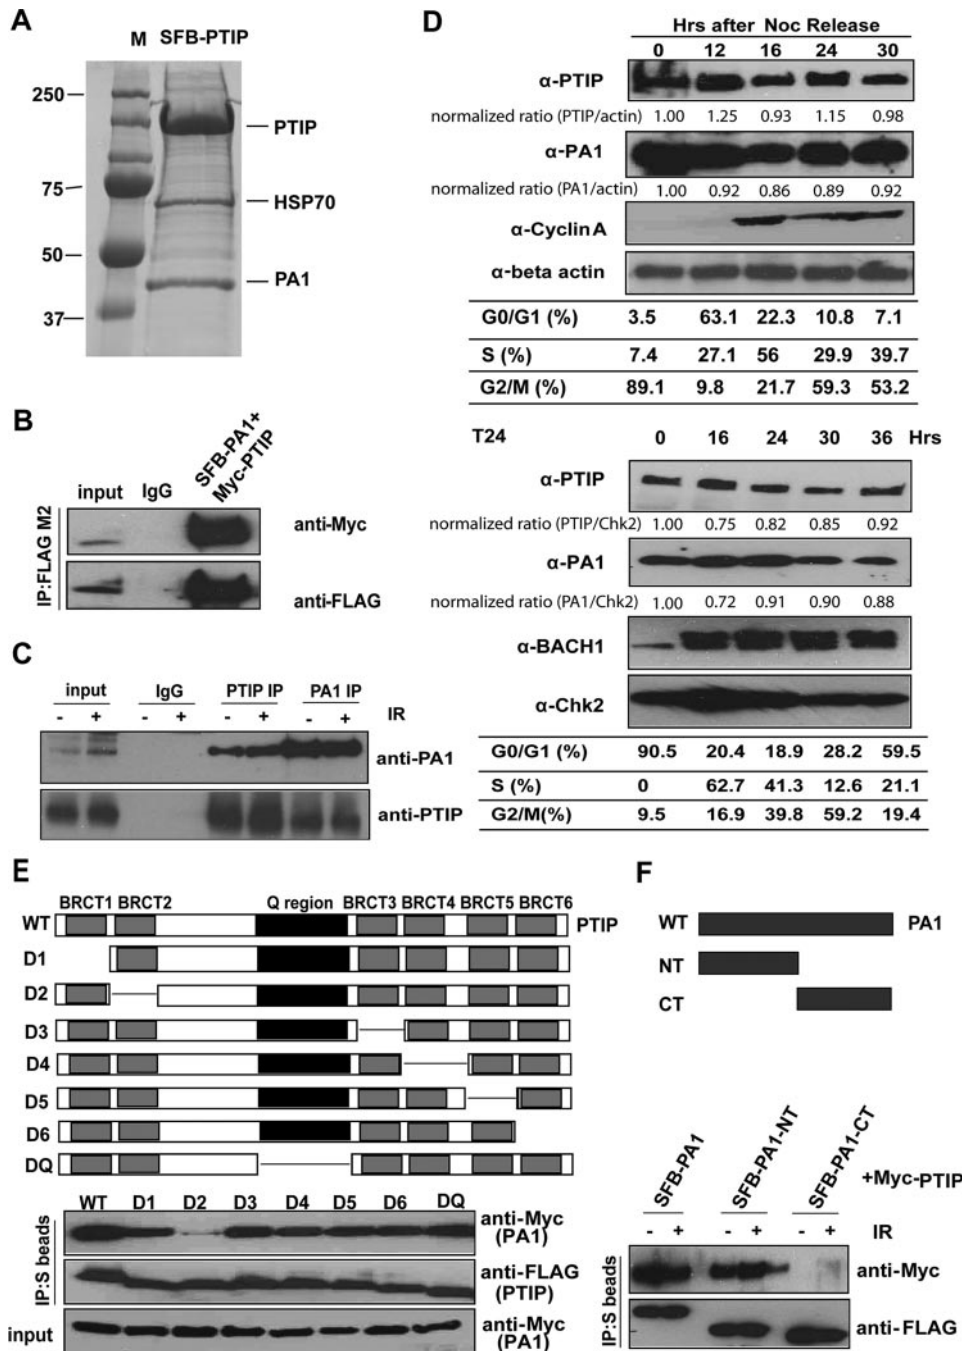 A
M SFB-PTIP
250
75
50
37
PTIP
HSP70
PA1
B
input IgG SFB-PA1+ Myc-PTIP
IP:FLAG M2
anti-Myc
anti-FLAG
C
input IgG PTIP IP PA1 IP
- + - + - + - + IR
anti-PA1
anti-PTIP
D
Hrs after Noc Release
0 12 16 24 30
α-PTIP
normalized ratio (PTIP/actin) 1.00 1.25 0.93 1.15 0.98
α-PA1
normalized ratio (PA1/actin) 1.00 0.92 0.86 0.89 0.92
α-Cyclin A
α-beta actin
G0/G1 (%) 3.5 63.1 22.3 10.8 7.1
S (%) 7.4 27.1 56 29.9 39.7
G2/M (%) 89.1 9.8 21.7 59.3 53.2
T24 0 16 24 30 36 Hrs
α-PTIP
normalized ratio (PTIP/Chk2) 1.00 0.75 0.82 0.85 0.92
α-PA1
normalized ratio (PA1/Chk2) 1.00 0.72 0.91 0.90 0.88
α-BACH1
α-Chk2
G0/G1 (%) 90.5 20.4 18.9 28.2 59.5
S (%) 0 62.7 41.3 12.6 21.1
G2/M(%) 9.5 16.9 39.8 59.2 19.4
E
BRCT1 BRCT2 Q region BRCT3 BRCT4 BRCT5 BRCT6
WT PTIP
D1
D2
D3
D4
D5
D6
DQ
WT D1 D2 D3 D4 D5 D6 DQ
IP:S beads
anti-Myc (PA1)
anti-FLAG (PTIP)
input anti-Myc (PA1)
F
WT PA1
NT
CT
SFB-PA1 SFB-PA1-NT SFB-PA1-CT +Myc-PTIP
- + - + - + IR
IP:S beads
anti-Myc
anti-FLAG